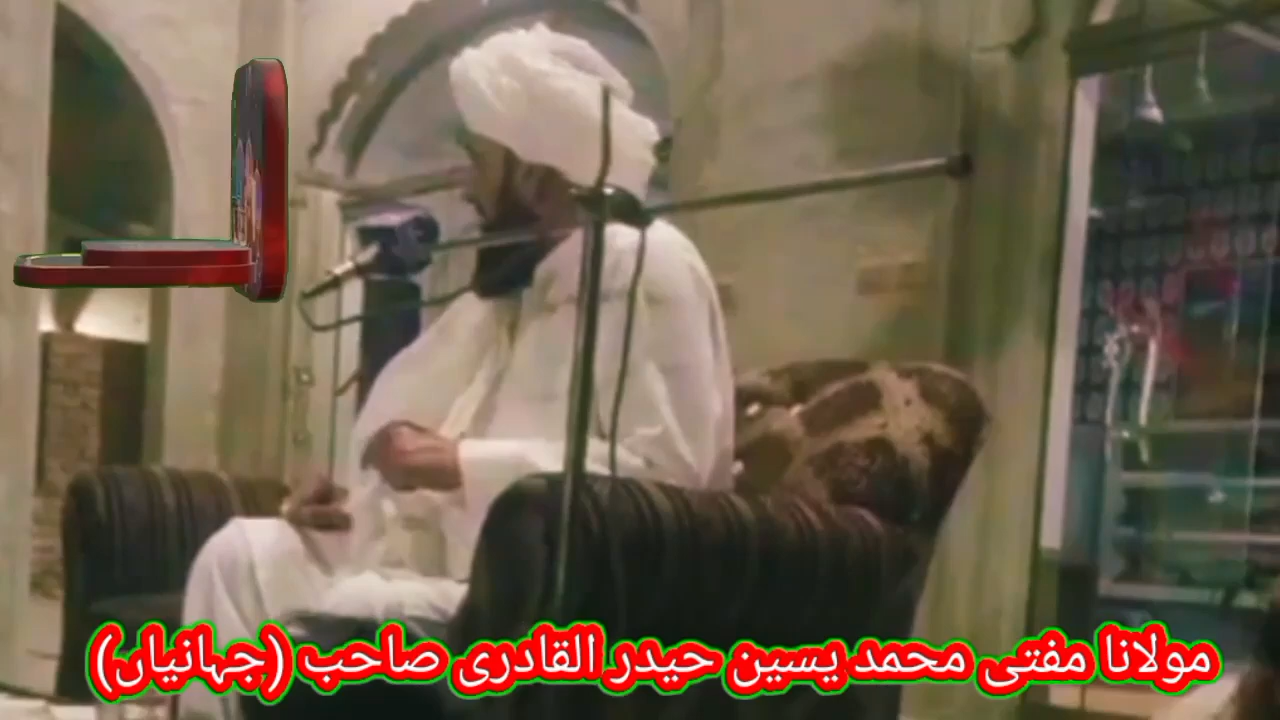 مولانا مفتی محمد یسین حیدر القادری صاحب (جہانیاں)